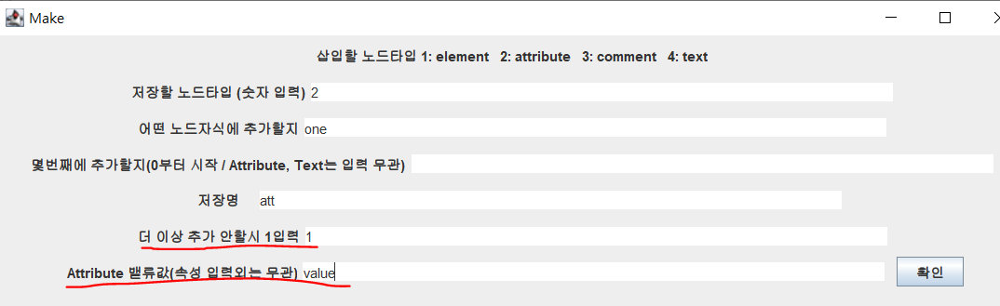 Make
삽입할 노드타입 1: element 2: attribute 3: comment 4: text
저장할 노드타입 (숫자 입력) 2
어떤 노드자식에 추가할지 one
몇번째에 추가할지(0부터 시작 / Attribute, Text는 입력 무관)
저장명 att
더 이상 추가 안할시 1입력 1
Attribute 밸류값(속성 입력외는 무관) value 확인